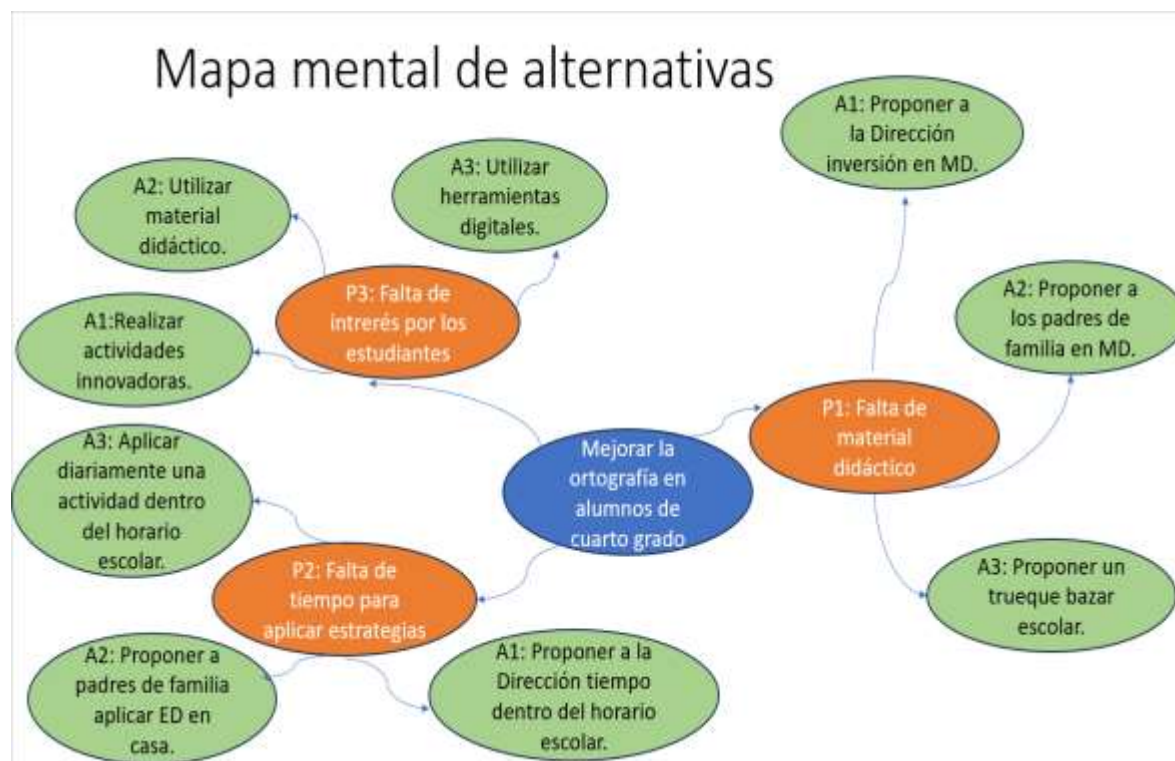 Mapa mental de alternativas
A1: Proponer a
la Dirección
inversión en MD.
A3: Utilizar
herramientas
digitales.
A2: Utilizar
material
didáctico.
P3: Falta de
intrerés por los
estudiantes
A2: Proponer a
los padres de
familia en MD.
A1:Realizar
actividades
innovadoras.
P1: Falta de
material
didáctico
A3: Aplicar
diariamente una
actividad dentro
del horario
escolar.
Mejorar la
ortografía en
alumnos de
cuarto grado
P2: Falta de
tiempo para
aplicar estrategias
A3: Proponer un
trueque bazar
escolar.
A2: Proponer a
padres de familia
aplicar ED en
casa.
A1: Proponer a la
Dirección tiempo
dentro del horario
escolar.